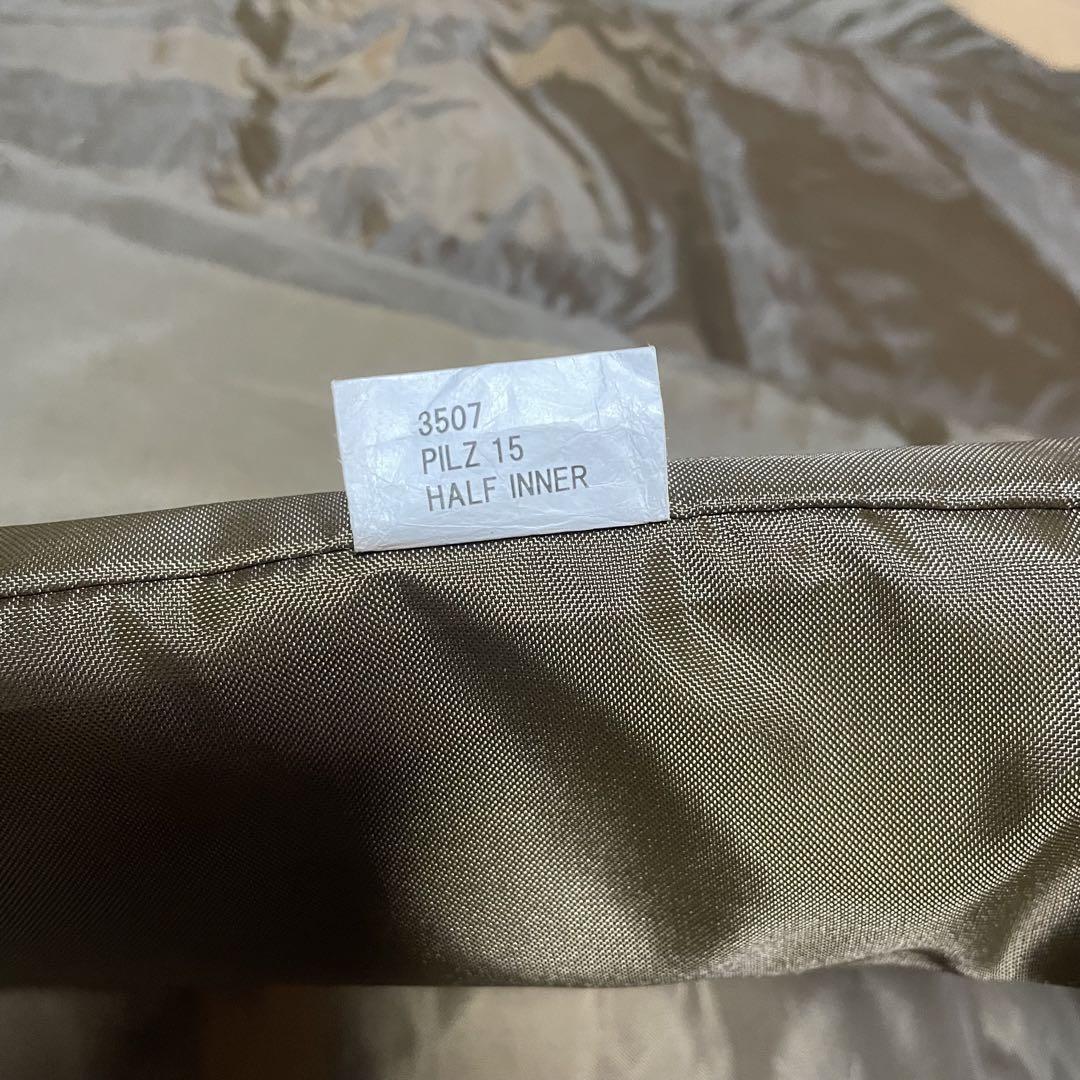 3507
PILZ 15
HALF INNER